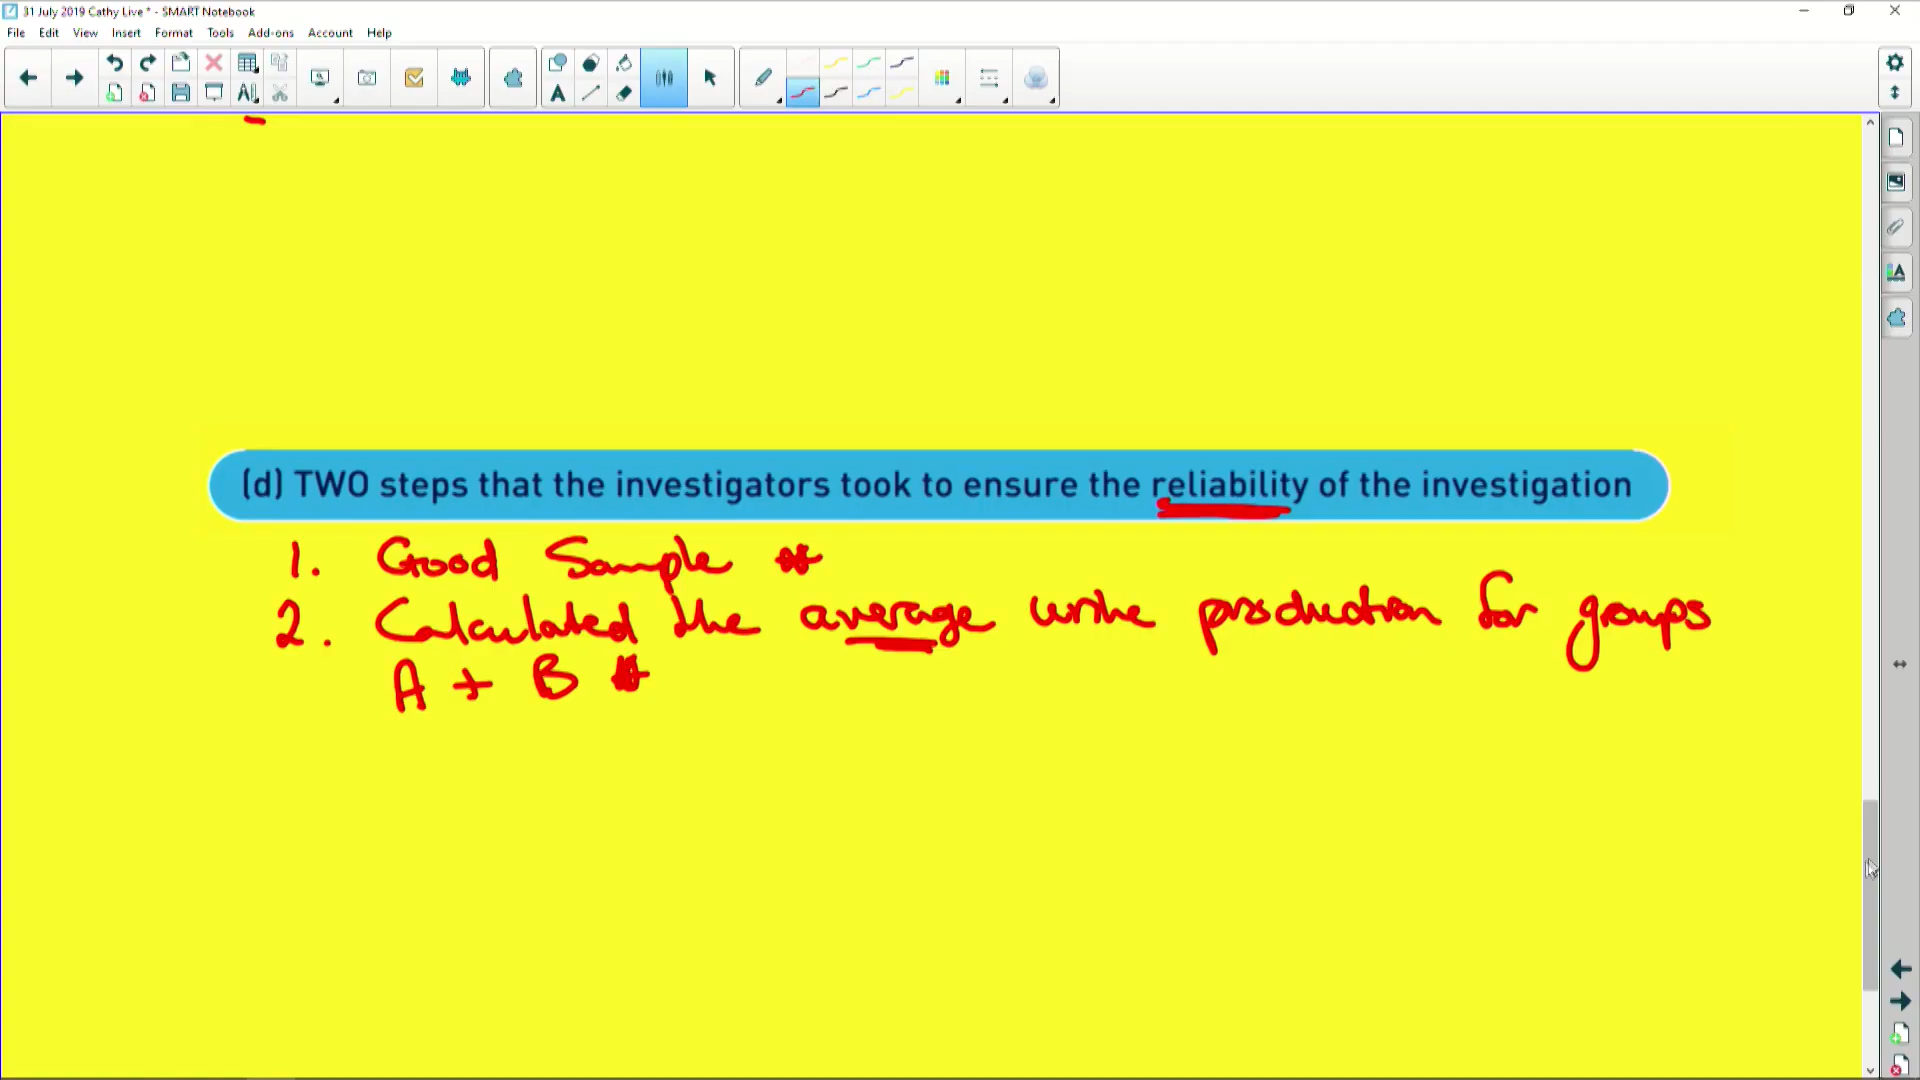 31 July 2019 Cathy Live * - SMART Notebook
File Edit View Insert Format Tools Add-ons Account Help
(d) TWO steps that the investigators took to ensure the reliability of the investigation
1. Good Sample *
2. Calculated the average urine production for groups
A + B *